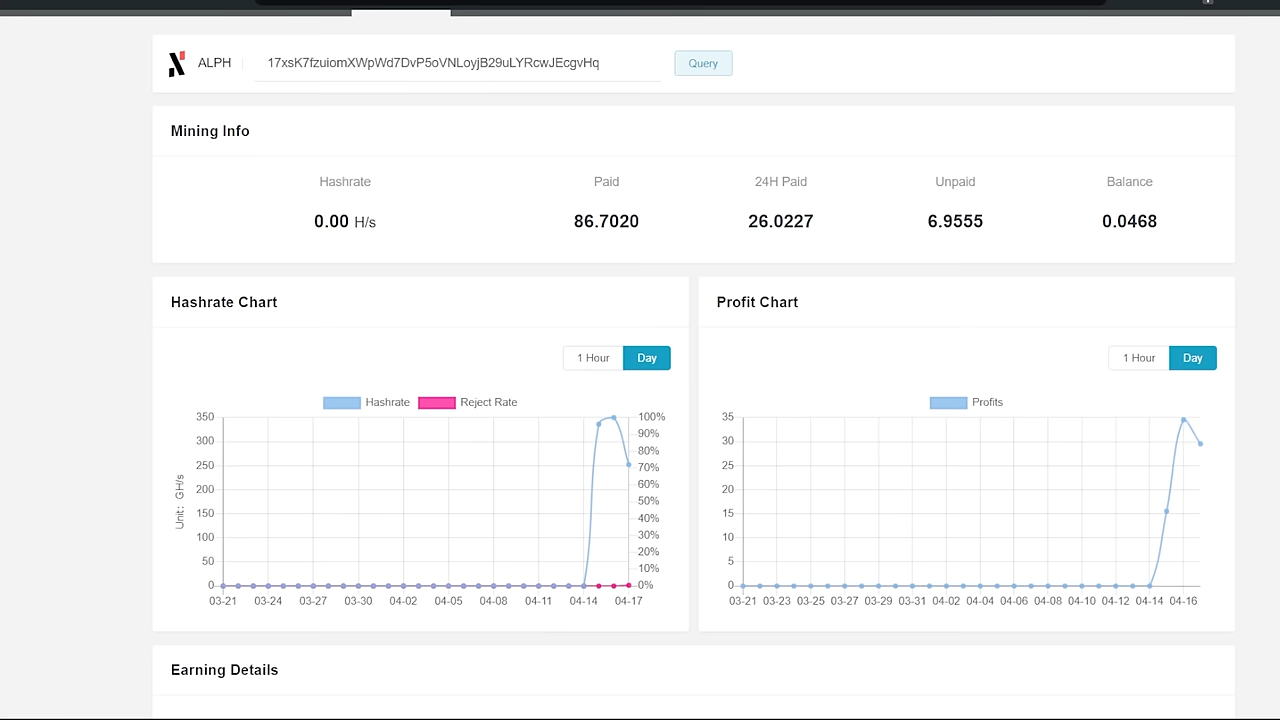 ALPH 17xsK7fzuiomXWpWd7DvP5oVNLoyjB29uLYRcwJEcgvHq Query
Mining Info
Hashrate Paid 24H Paid Unpaid Balance
0.00 H/s 86.7020 26.0227 6.9555 0.0468
Hashrate Chart
1 Hour Day
Hashrate Reject Rate
Unit: GH/s
350
300
250
200
150
100
50
0
100%
90%
80%
70%
60%
50%
40%
30%
20%
10%
0%
03-21 03-24 03-27 03-30 04-02 04-05 04-08 04-11 04-14 04-17
Profit Chart
1 Hour Day
Profits
35
30
25
20
15
10
5
0
03-21 03-23 03-25 03-27 03-29 03-31 04-02 04-04 04-06 04-08 04-10 04-12 04-14 04-16
Earning Details